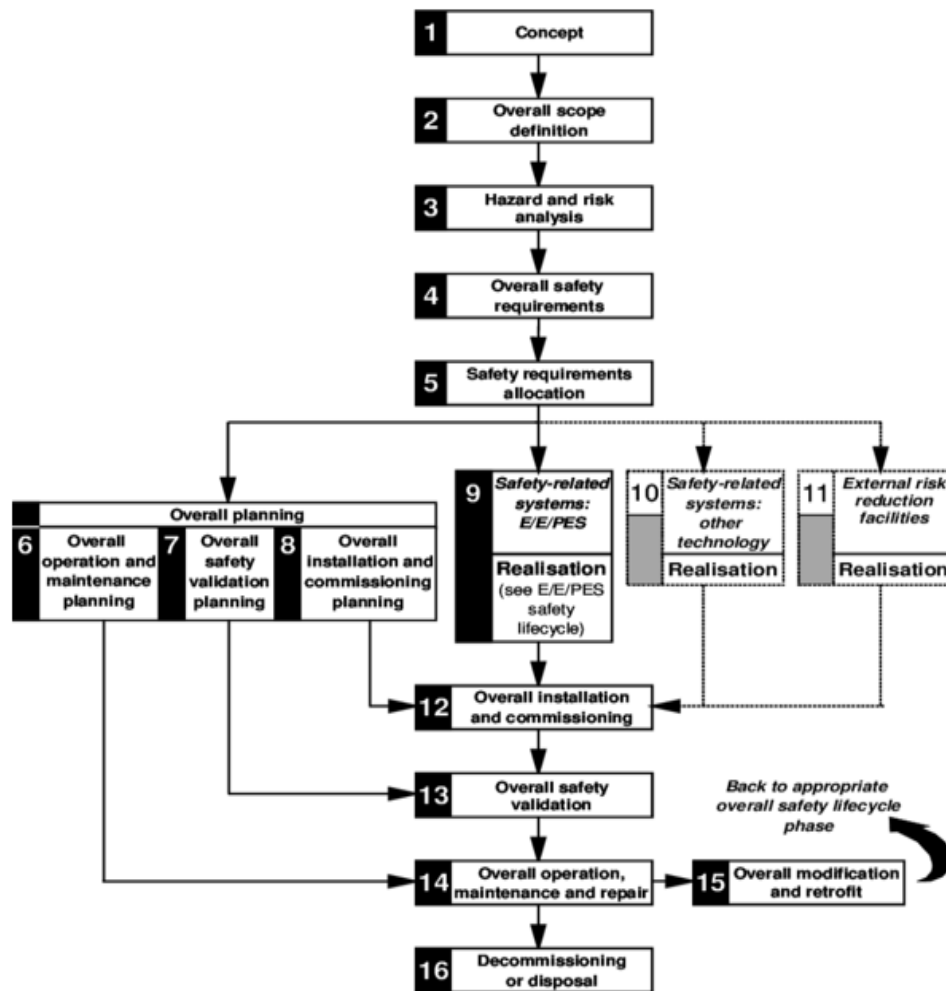 1
Concept
2
Overall scope
definition
3
Hazard and risk
analysis
4
Overall safety
requirements
5
Safety requirements
allocation
Overall planning
6
Overall
operation and
maintenance
planning
7
Overall
safety
validation
planning
8
Overall
installation and
commissioning
planning
9
Safety-related
systems:
E/E/PES
Realisation
(see E/E/PES
safety
lifecycle)
10
Safety-related
systems:
other
technology
Realisation
11
External risk
reduction
facilities
Realisation
12
Overall installation
and commissioning
13
Overall safety
validation
Back to appropriate
overall safety lifecycle
phase
14
Overall operation,
maintenance and repair
15
Overall modification
and retrofit
16
Decommissioning
or disposal